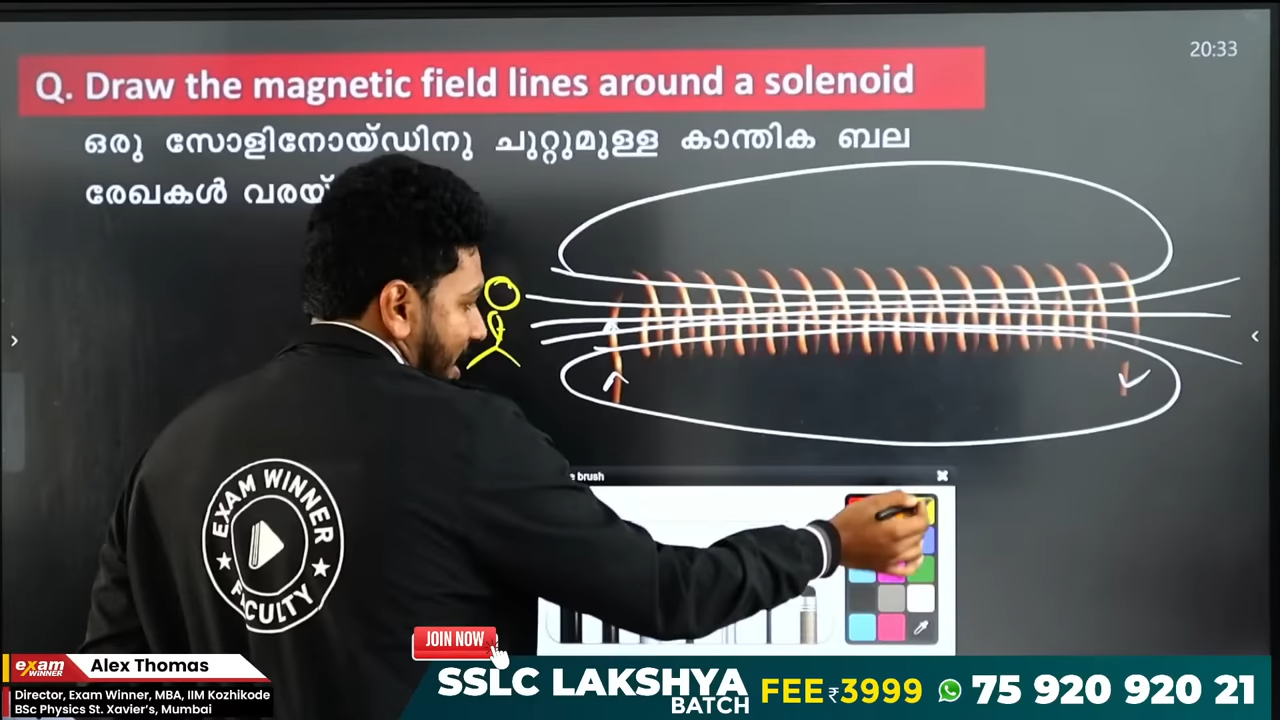 20:33
Q. Draw the magnetic field lines around a solenoid
ഒരു സോളിനോയ്ഡിനു ചുറ്റുമുള്ള കാന്തിക ബല
രേഖകൾ വരയ്
brush
EXAM WINNER
FACULTY
JOIN NOW
exam WINNER
Alex Thomas
Director, Exam Winner, MBA, IIM Kozhikode
BSc Physics St. Xavier's, Mumbai
SSLC LAKSHYA
BATCH
FEE ₹3999
75 920 920 21